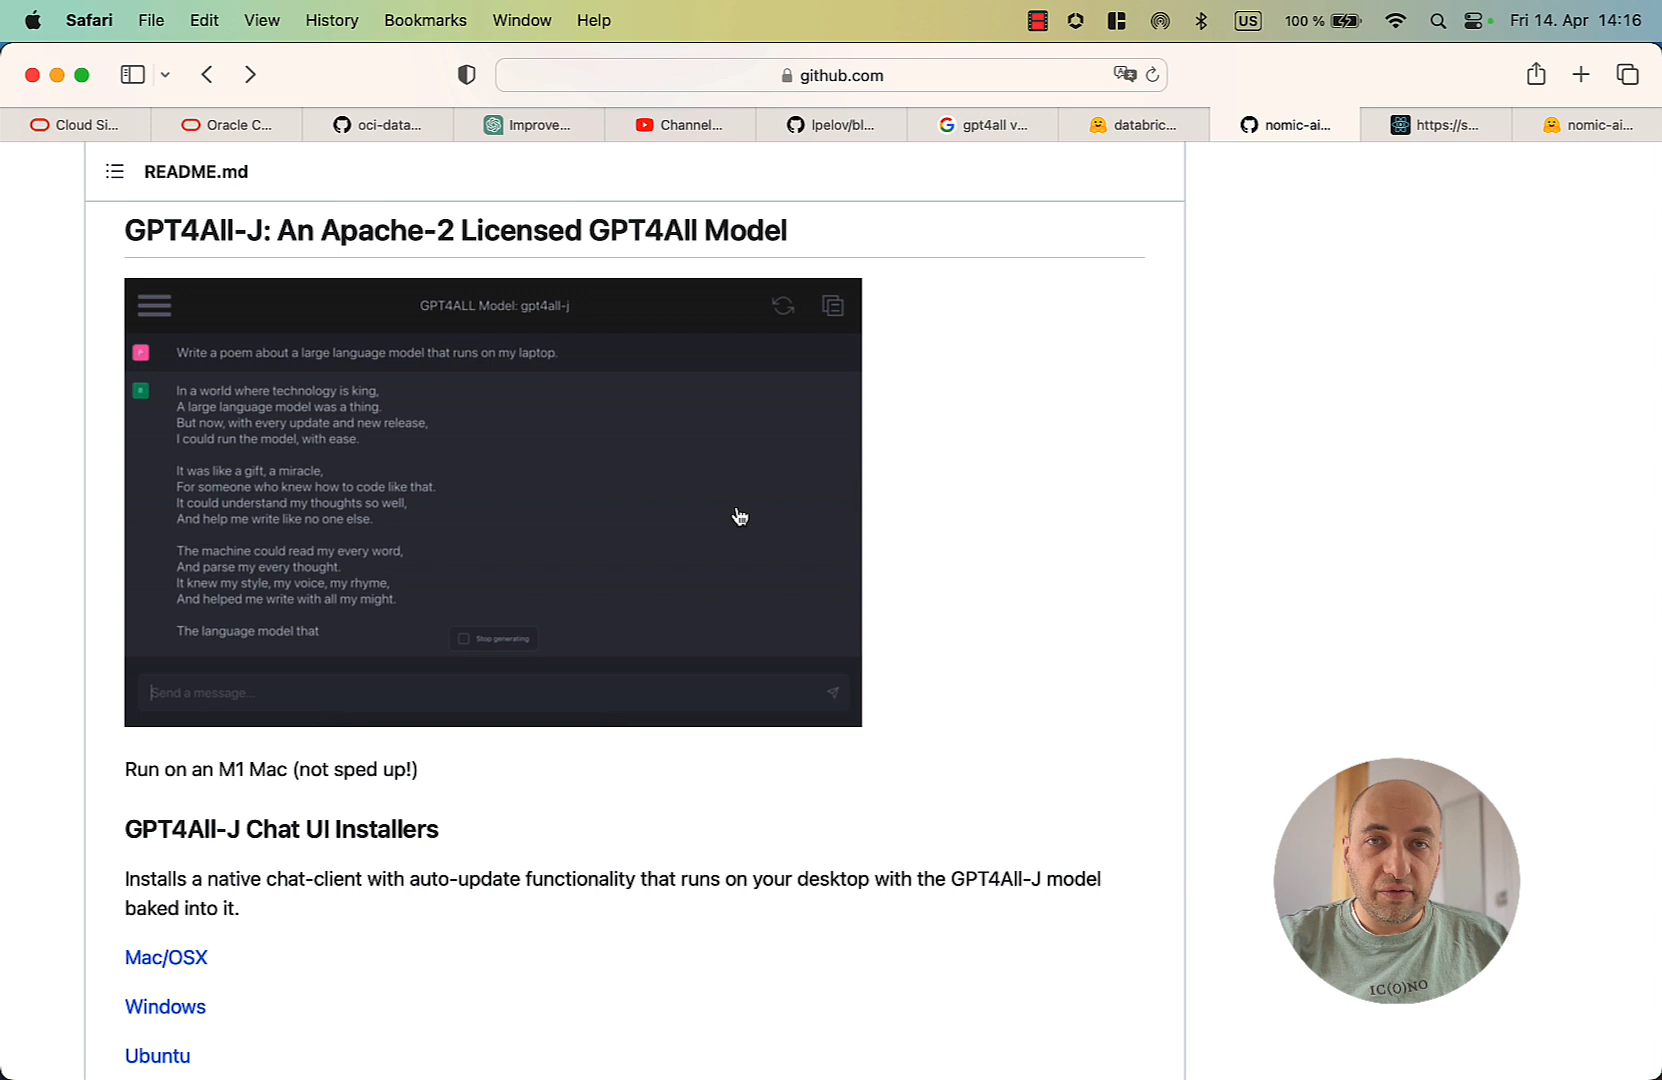 Safari File Edit View History Bookmarks Window Help US 100 % Fri 14. Apr 14:16
github.com
Cloud Si... Oracle C... oci-data... Improve... Channel... lpelov/bl... gpt4all v... databric... nomic-ai... https://s... nomic-ai...
README.md
GPT4All-J: An Apache-2 Licensed GPT4All Model
GPT4ALL Model: gpt4all-j
Write a poem about a large language model that runs on my laptop.
In a world where technology is king,
A large language model was a thing.
But now, with every update and new release,
I could run the model, with ease.
It was like a gift, a miracle,
For someone who knew how to code like that.
It could understand my thoughts so well,
And help me write like no one else.
The machine could read my every word,
And parse my every thought.
It knew my style, my voice, my rhyme,
And helped me write with all my might.
The language model that
Stop generating
Send a message...
Run on an M1 Mac (not sped up!)
GPT4All-J Chat UI Installers
Installs a native chat-client with auto-update functionality that runs on your desktop with the GPT4All-J model
baked into it.
Mac/OSX
Windows
Ubuntu
IC(O)NO